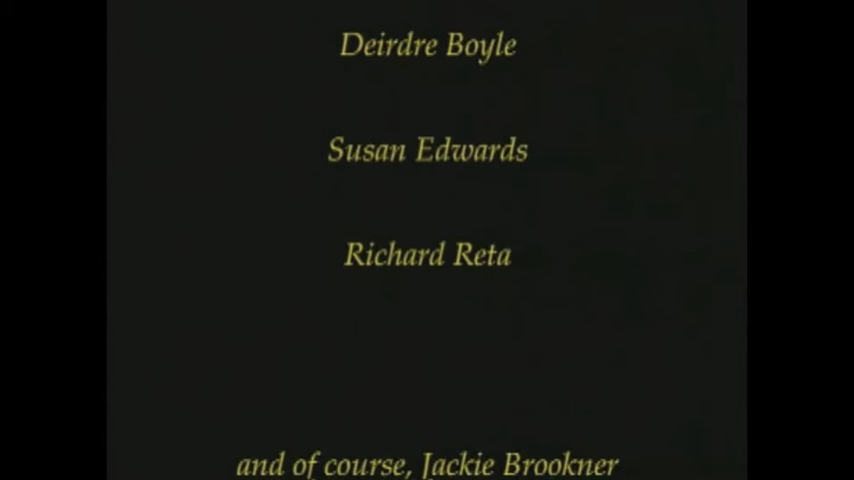 Deirdre Boyle
Susan Edwards
Richard Reta
and of course, Jackie Brookner